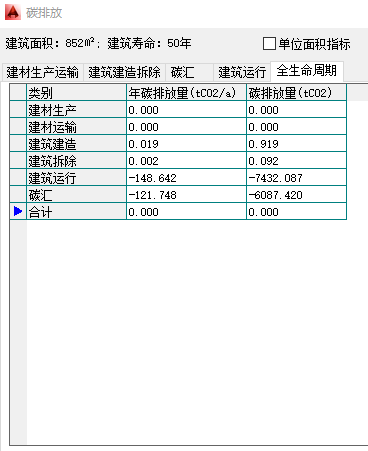 碳排放
建筑面积: 852㎡; 建筑寿命: 50年 单位面积指标
建材生产运输 建筑建造拆除 碳汇 建筑运行 全生命周期
类别 年碳排放量(tCO2/a) 碳排放量(tCO2)
建材生产 0.000 0.000
建材运输 0.000 0.000
建筑建造 0.019 0.919
建筑拆除 0.002 0.092
建筑运行 -148.642 -7432.087
碳汇 -121.748 -6087.420
合计 0.000 0.000